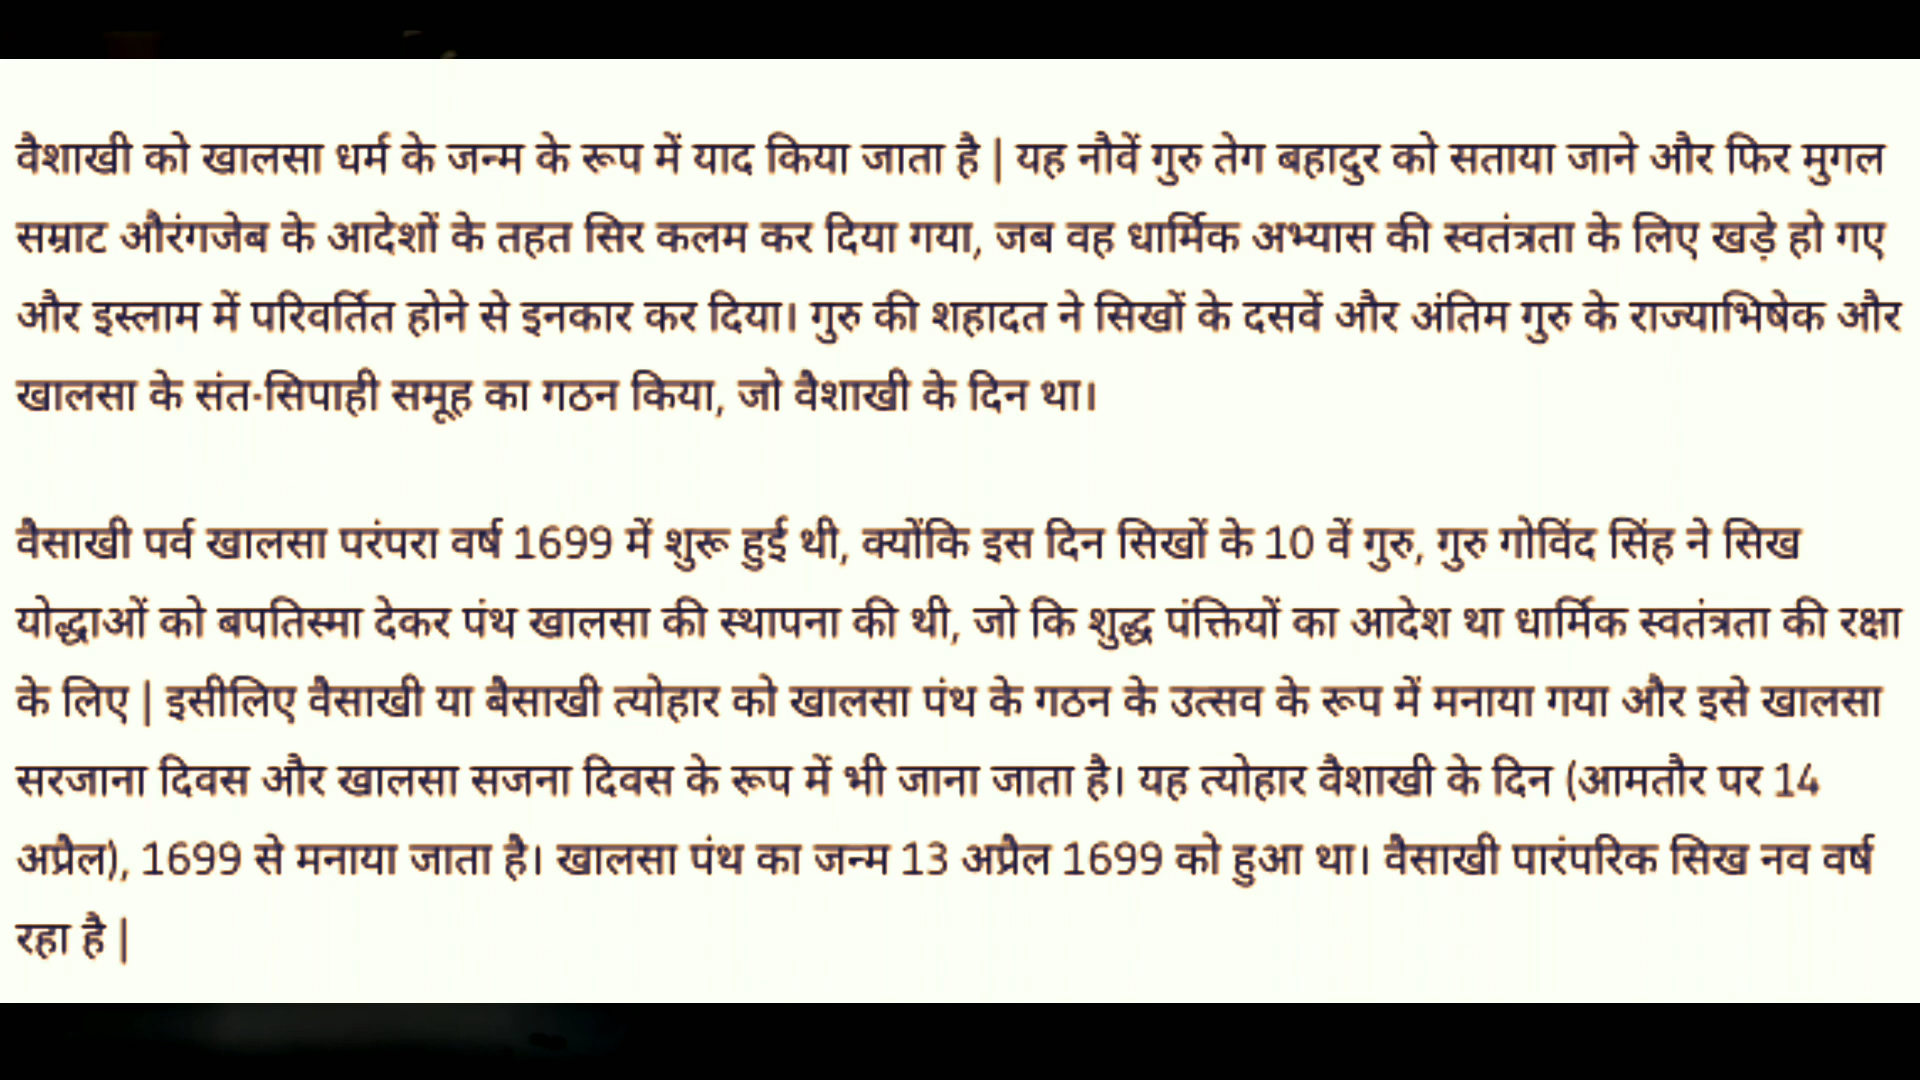 वैशाखी को खालसा धर्म के जन्म के रूप में याद किया जाता है | यह नौवें गुरु तेग बहादुर को सताया जाने और फिर मुगल
सम्राट औरंगजेब के आदेशों के तहत सिर कलम कर दिया गया, जब वह धार्मिक अभ्यास की स्वतंत्रता के लिए खड़े हो गए
और इस्लाम में परिवर्तित होने से इनकार कर दिया। गुरु की शहादत ने सिखों के दसवें और अंतिम गुरु के राज्याभिषेक और
खालसा के संत-सिपाही समूह का गठन किया, जो वैशाखी के दिन था।
वैसाखी पर्व खालसा परंपरा वर्ष 1699 में शुरू हुई थी, क्योंकि इस दिन सिखों के 10 वें गुरु, गुरु गोविंद सिंह ने सिख
योद्धाओं को बपतिस्मा देकर पंथ खालसा की स्थापना की थी, जो कि शुद्ध पंक्तियों का आदेश था धार्मिक स्वतंत्रता की रक्षा
के लिए | इसीलिए वैसाखी या बैसाखी त्योहार को खालसा पंथ के गठन के उत्सव के रूप में मनाया गया और इसे खालसा
सरजाना दिवस और खालसा सजना दिवस के रूप में भी जाना जाता है। यह त्योहार वैशाखी के दिन (आमतौर पर 14
अप्रैल), 1699 से मनाया जाता है। खालसा पंथ का जन्म 13 अप्रैल 1699 को हुआ था। वैसाखी पारंपरिक सिख नव वर्ष
रहा है |